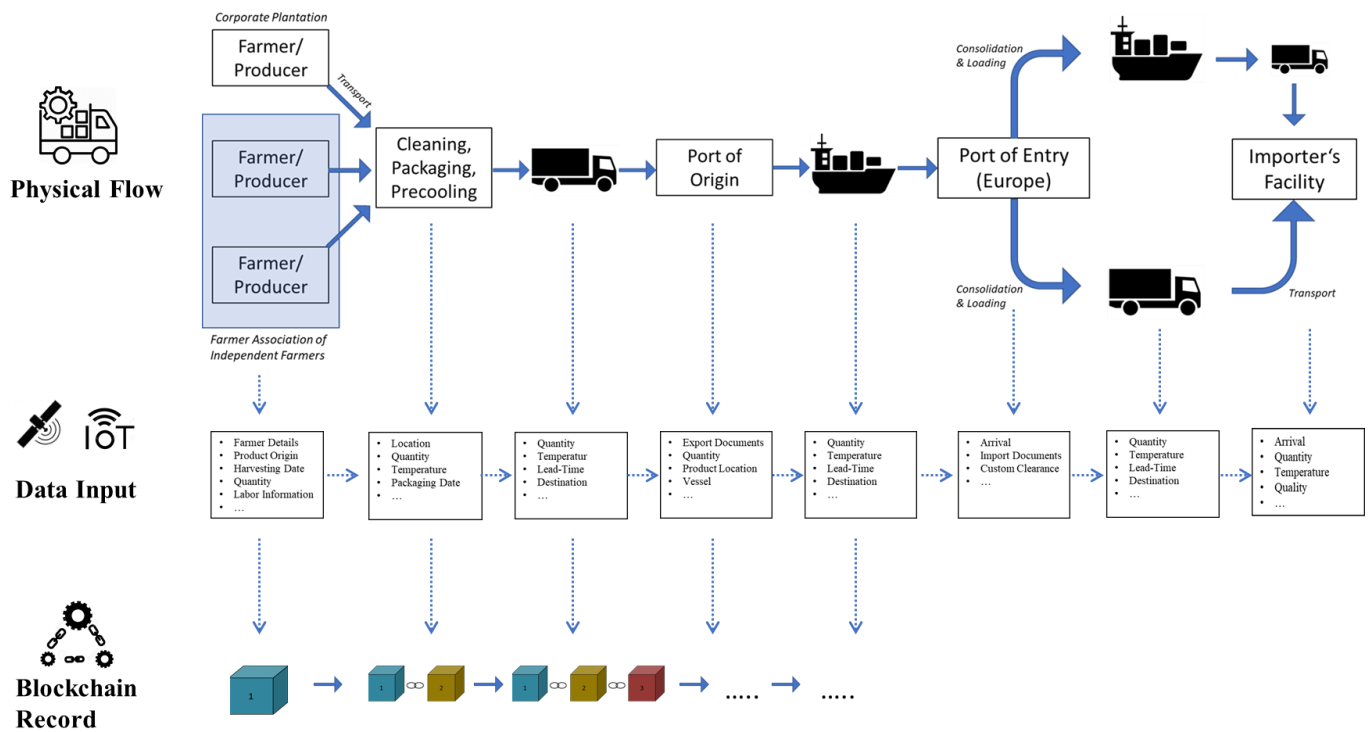 Corporate Plantation
Farmer/
Producer
Transport
Farmer/
Producer
Farmer/
Producer
Farmer Association of
Independent Farmers
Cleaning,
Packaging,
Precooling
Port of
Origin
Port of Entry
(Europe)
Consolidation
& Loading
Consolidation
& Loading
Importer‘s
Facility
Transport
Physical Flow
IoT
Data Input
• Farmer Details
• Product Origin
• Harvesting Date
• Quantity
• Labor Information
• …
• Location
• Quantity
• Temperature
• Packaging Date
• …
• Quantity
• Temperatur
• Lead-Time
• Destination
• …
• Export Documents
• Quantity
• Product Location
• Vessel
• …
• Quantity
• Temperature
• Lead-Time
• Destination
• …
• Arrival
• Import Documents
• Custom Clearance
• …
• Quantity
• Temperature
• Lead-Time
• Destination
• …
• Arrival
• Quantity
• Temperature
• Quality
• …
Blockchain
Record
1
1
2
1
2
3
.....
.....